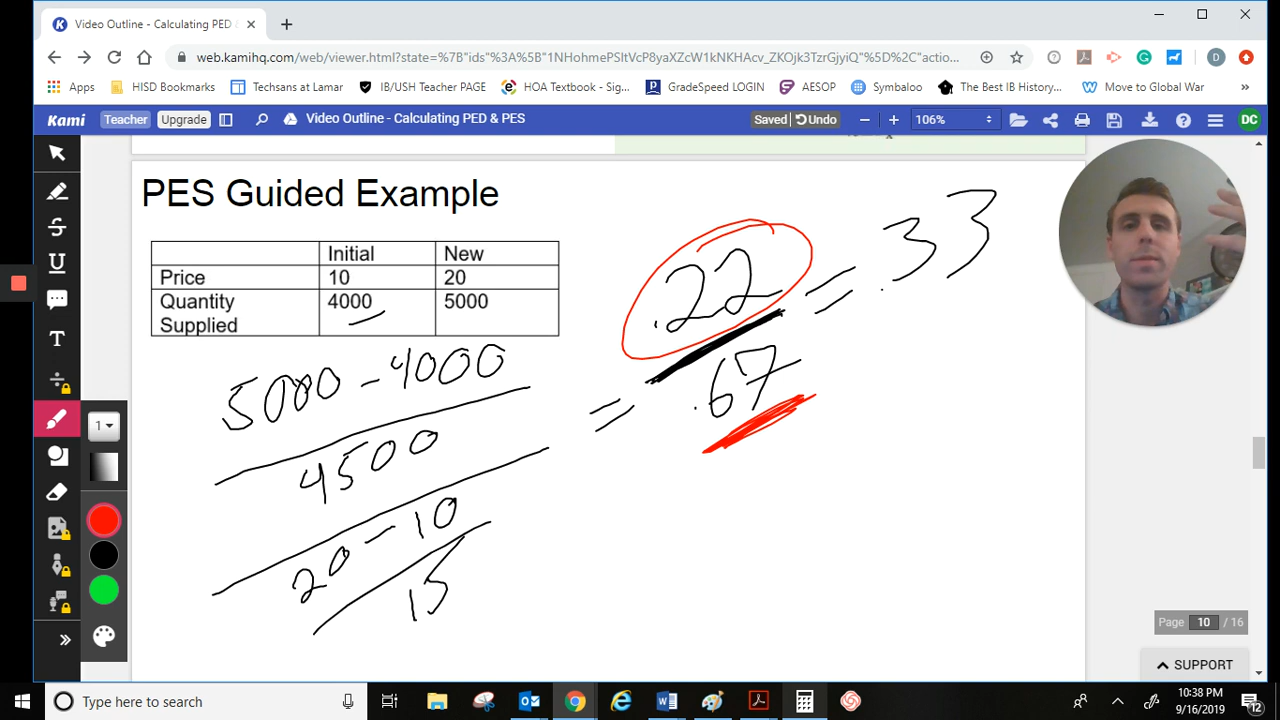 Video Outline - Calculating PED &
web.kamihq.com/web/viewer.html?state=%7B"ids"%3A%5B"1NHohmePSltVcP8yaXZcW1kNKHAcv_ZKOjk3TzrGjyiQ"%5D%2C"actio...
Apps HISD Bookmarks Techsans at Lamar IB/USH Teacher PAGE HOA Textbook - Sig... GradeSpeed LOGIN AESOP Symbaloo The Best IB History... Move to Global War »
Kami Teacher Upgrade Video Outline - Calculating PED & PES Saved Undo 106% DC
PES Guided Example
Initial New
Price 10 20
Quantity Supplied 4000 5000
5000 - 4000
4500
20 - 10
15
= .22
.67
= .33
T
1
Page 10 / 16
SUPPORT
Type here to search
10:38 PM
9/16/2019
12